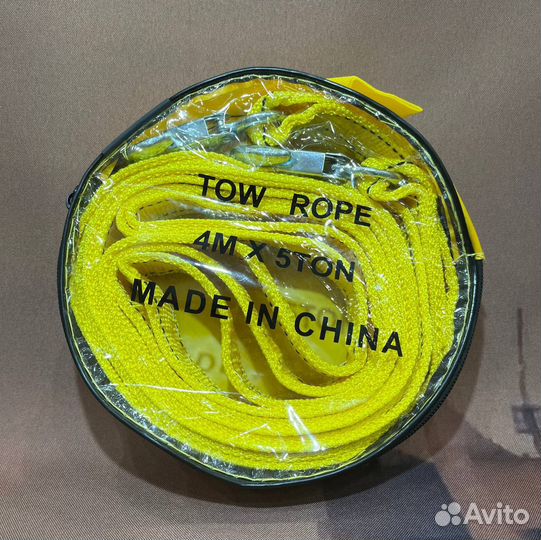 TOW ROPE
4M X 5TON
MADE IN CHINA
Avito